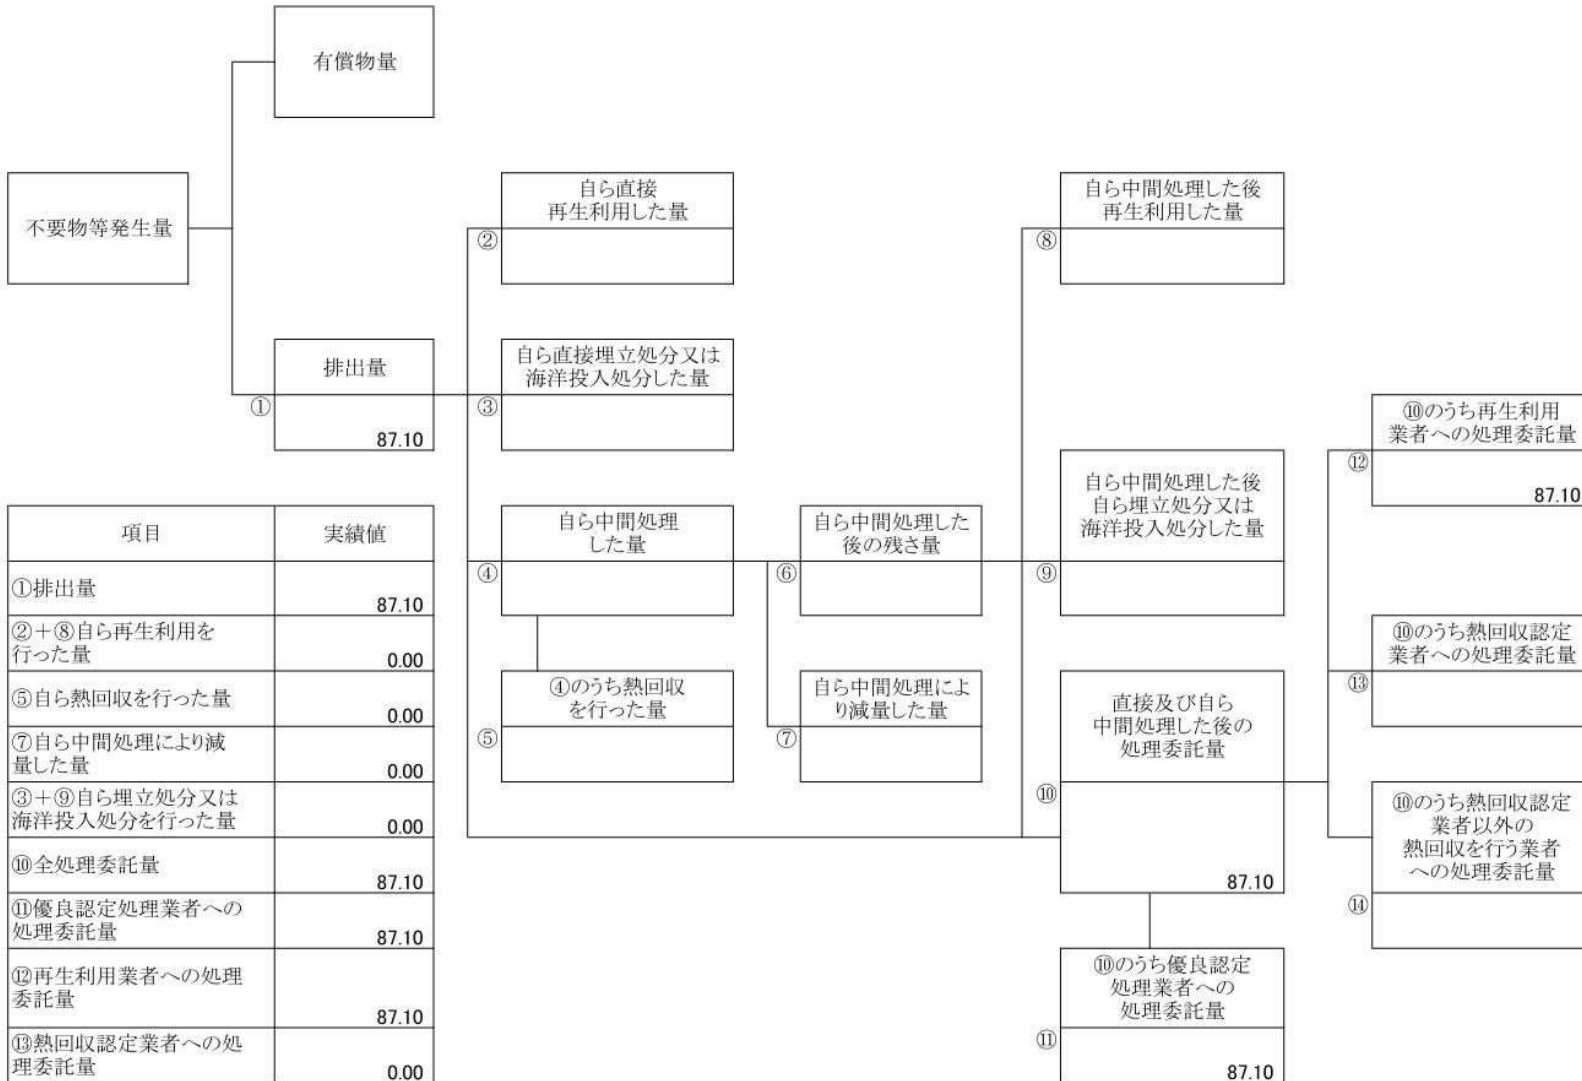 有償物量
不要物等発生量
自ら直接
再生利用した量
②
自ら中間処理した後
再生利用した量
⑧
排出量
①
87.10
自ら直接埋立処分又は
海洋投入処分した量
③
⑩のうち再生利用
業者への処理委託量
⑫
87.10
自ら中間処理
した量
④
自ら中間処理した
後の残さ量
⑥
自ら中間処理した後
自ら埋立処分又は
海洋投入処分した量
⑨
⑩のうち熱回収認定
業者への処理委託量
⑬
④のうち熱回収
を行った量
⑤
自ら中間処理によ
り減量した量
⑦
直接及び自ら
中間処理した後の
処理委託量
⑩
87.10
⑩のうち熱回収認定
業者以外の
熱回収を行う業者
への処理委託量
⑭
⑩のうち優良認定
処理業者への
処理委託量
⑪
87.10
項目 実績値
①排出量
87.10
②+⑧自ら再生利用を
行った量
0.00
⑤自ら熱回収を行った量
0.00
⑦自ら中間処理により減
量した量
0.00
③+⑨自ら埋立処分又は
海洋投入処分を行った量
0.00
⑩全処理委託量
87.10
⑪優良認定処理業者への
処理委託量
87.10
⑫再生利用業者への処理
委託量
87.10
⑬熱回収認定業者への処
理委託量
0.00